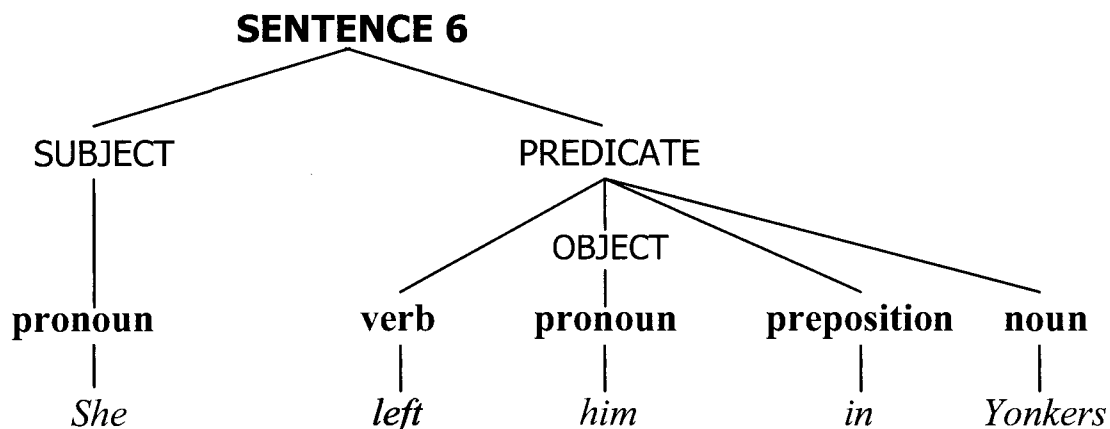 SENTENCE 6
SUBJECT PREDICATE
OBJECT
pronoun verb pronoun preposition noun
She left him in Yonkers